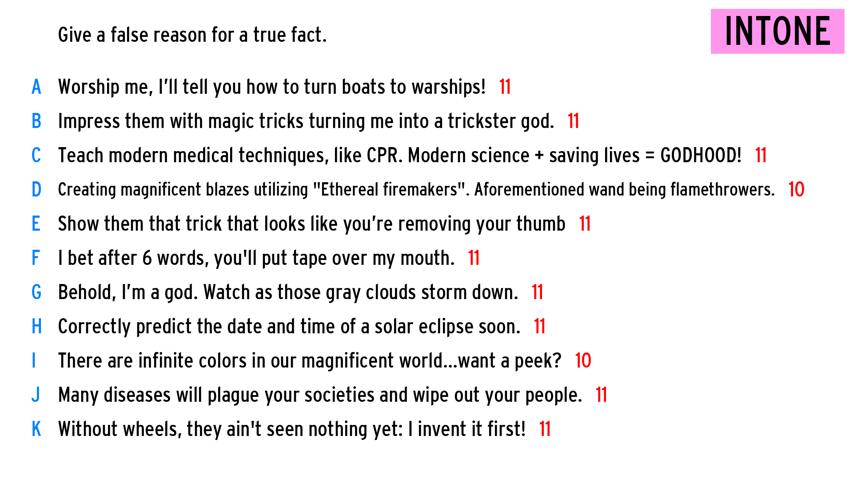 Give a false reason for a true fact.
INTONE
A Worship me, I'll tell you how to turn boats to warships! 11
B Impress them with magic tricks turning me into a trickster god. 11
C Teach modern medical techniques, like CPR. Modern science + saving lives = GODHOOD! 11
D Creating magnificent blazes utilizing "Ethereal firemakers". Aforementioned wand being flamethrowers. 10
E Show them that trick that looks like you're removing your thumb 11
F I bet after 6 words, you'll put tape over my mouth. 11
G Behold, I'm a god. Watch as those gray clouds storm down. 11
H Correctly predict the date and time of a solar eclipse soon. 11
I There are infinite colors in our magnificent world...want a peek? 10
J Many diseases will plague your societies and wipe out your people. 11
K Without wheels, they ain't seen nothing yet: I invent it first! 11